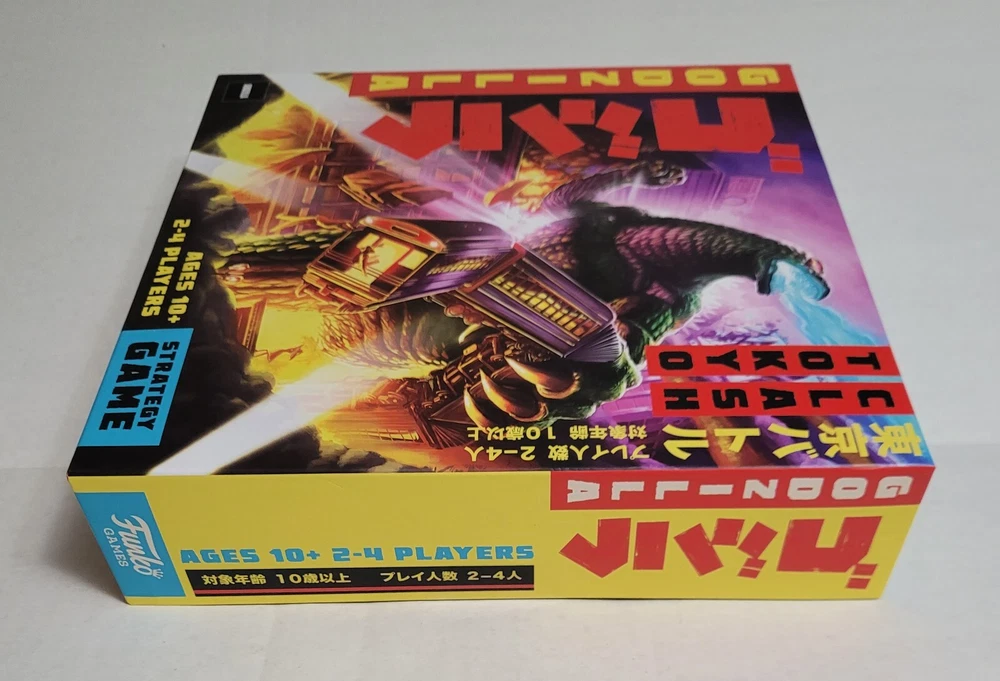 GODZILLA
ゴジラ
TOKYO
CLASH
東京バトル
対象年齢 10歳以上
プレイ人数 2-4人
AGES 10+
2-4 PLAYERS
STRATEGY
GAME
GODZILLA
ゴジラ
Funko
GAMES
AGES 10+ 2-4 PLAYERS
対象年齢 10歳以上 プレイ人数 2-4人